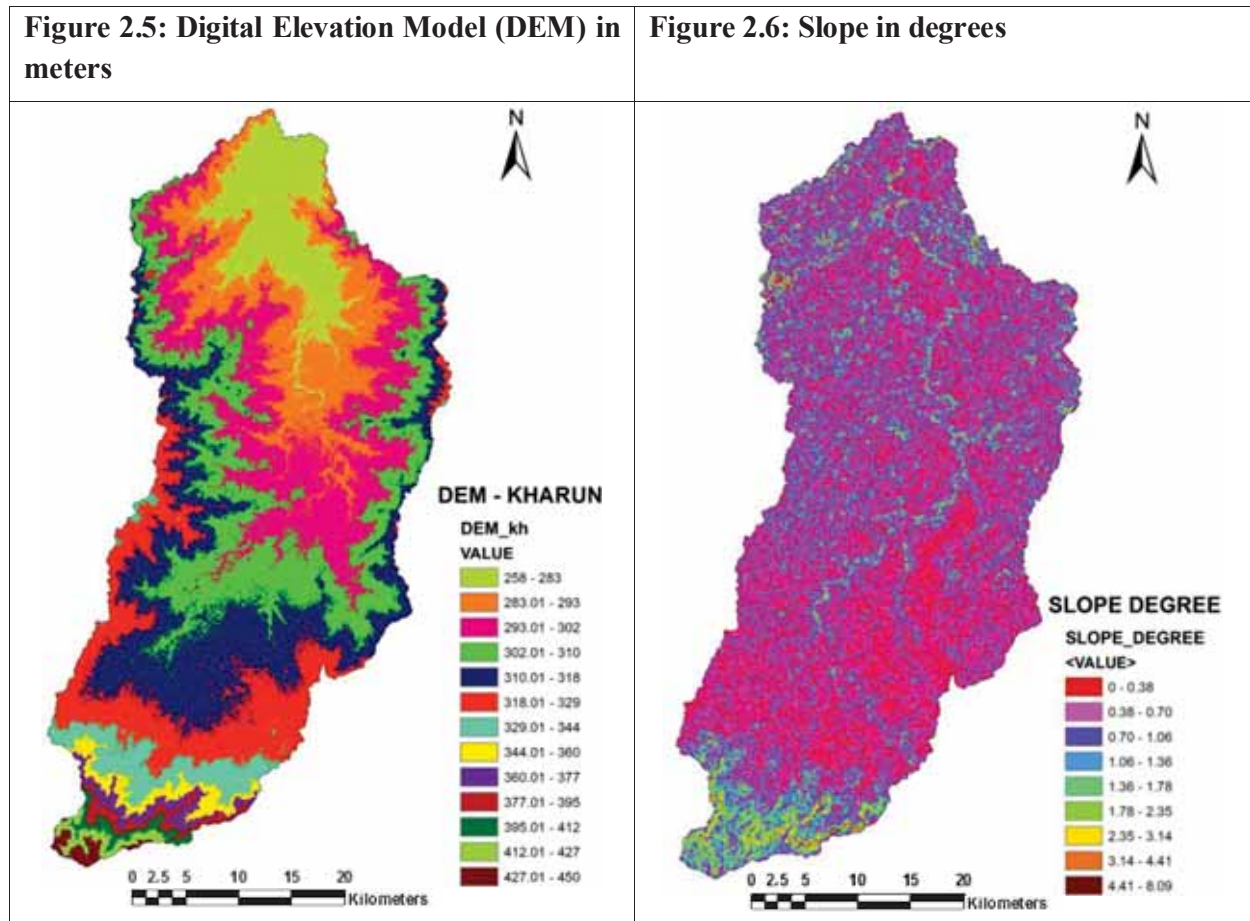 Figure 2.5: Digital Elevation Model (DEM) in
meters
Figure 2.6: Slope in degrees
N
DEM - KHARUN
DEM_kh
VALUE
258 - 283
283.01 - 293
293.01 - 302
302.01 - 310
310.01 - 318
318.01 - 329
329.01 - 344
344.01 - 360
360.01 - 377
377.01 - 395
395.01 - 412
412.01 - 427
427.01 - 450
0 2.5 5 10 15 20
Kilometers
N
SLOPE DEGREE
SLOPE_DEGREE
<VALUE>
0 - 0.38
0.38 - 0.70
0.70 - 1.06
1.06 - 1.36
1.36 - 1.78
1.78 - 2.35
2.35 - 3.14
3.14 - 4.41
4.41 - 8.09
0 2.5 5 10 15 20
Kilometers